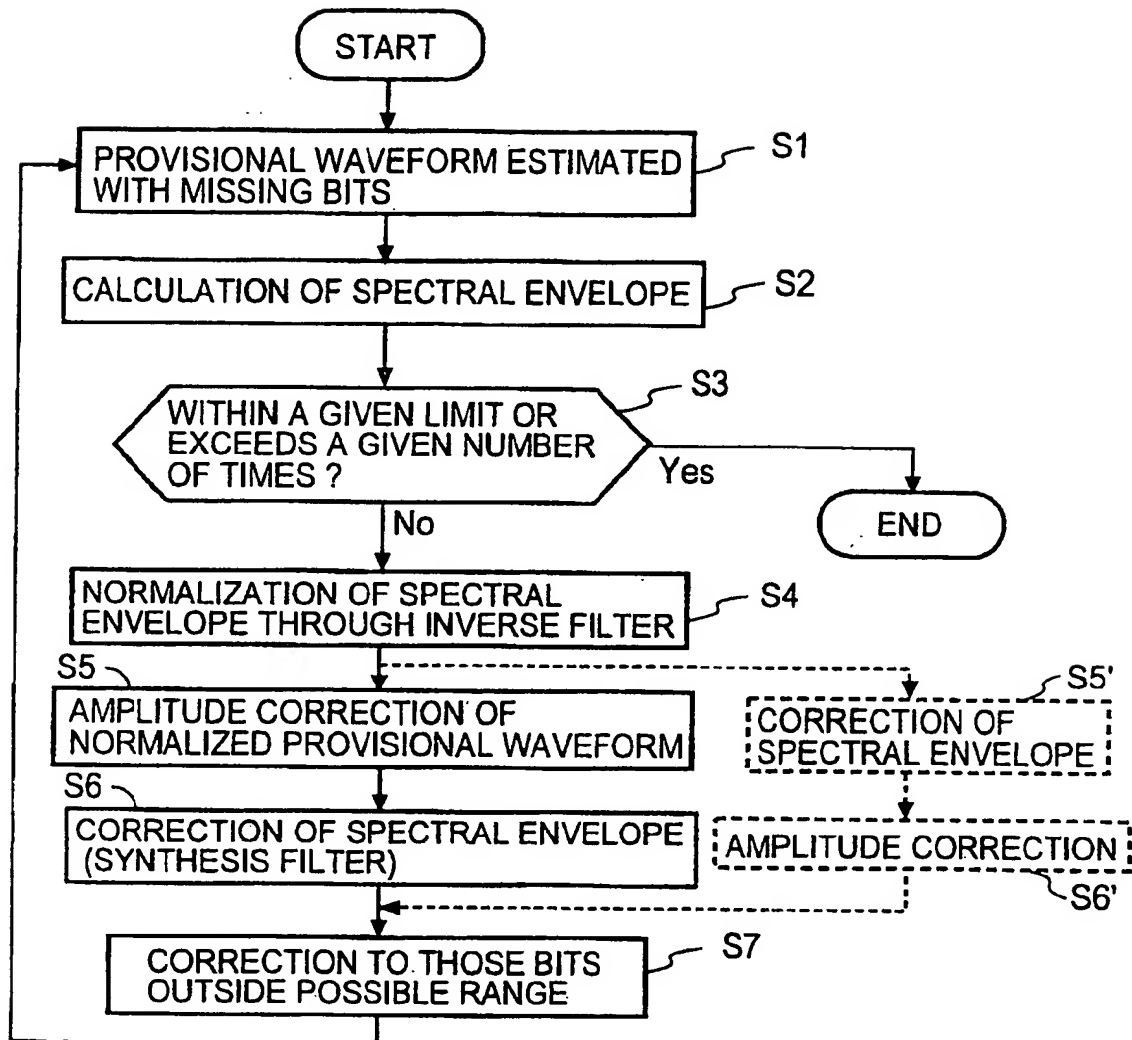 START
PROVISIONAL WAVEFORM ESTIMATED
WITH MISSING BITS
S1
CALCULATION OF SPECTRAL ENVELOPE
S2
WITHIN A GIVEN LIMIT OR
EXCEEDS A GIVEN NUMBER
OF TIMES ?
S3
Yes
END
No
NORMALIZATION OF SPECTRAL
ENVELOPE THROUGH INVERSE FILTER
S4
S5
AMPLITUDE CORRECTION OF
NORMALIZED PROVISIONAL WAVEFORM
S5'
CORRECTION OF
SPECTRAL ENVELOPE
S6
CORRECTION OF SPECTRAL ENVELOPE
(SYNTHESIS FILTER)
AMPLITUDE CORRECTION
S6'
CORRECTION TO THOSE BITS
OUTSIDE POSSIBLE RANGE
S7